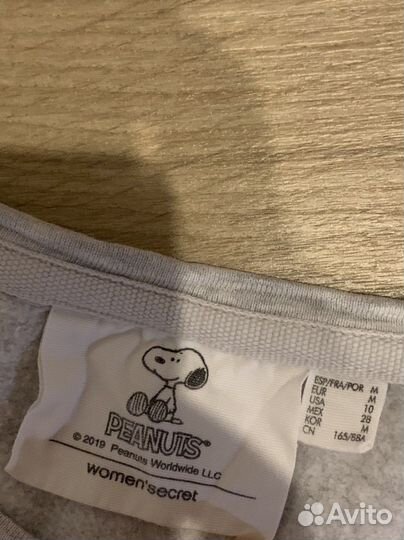 PEANUTS®
© 2019 Peanuts Worldwide LLC
women'secret
ESP/FRA/POR M
EUR M
USA 10
MEX 28
KOR M
CN 165/88A
Avito